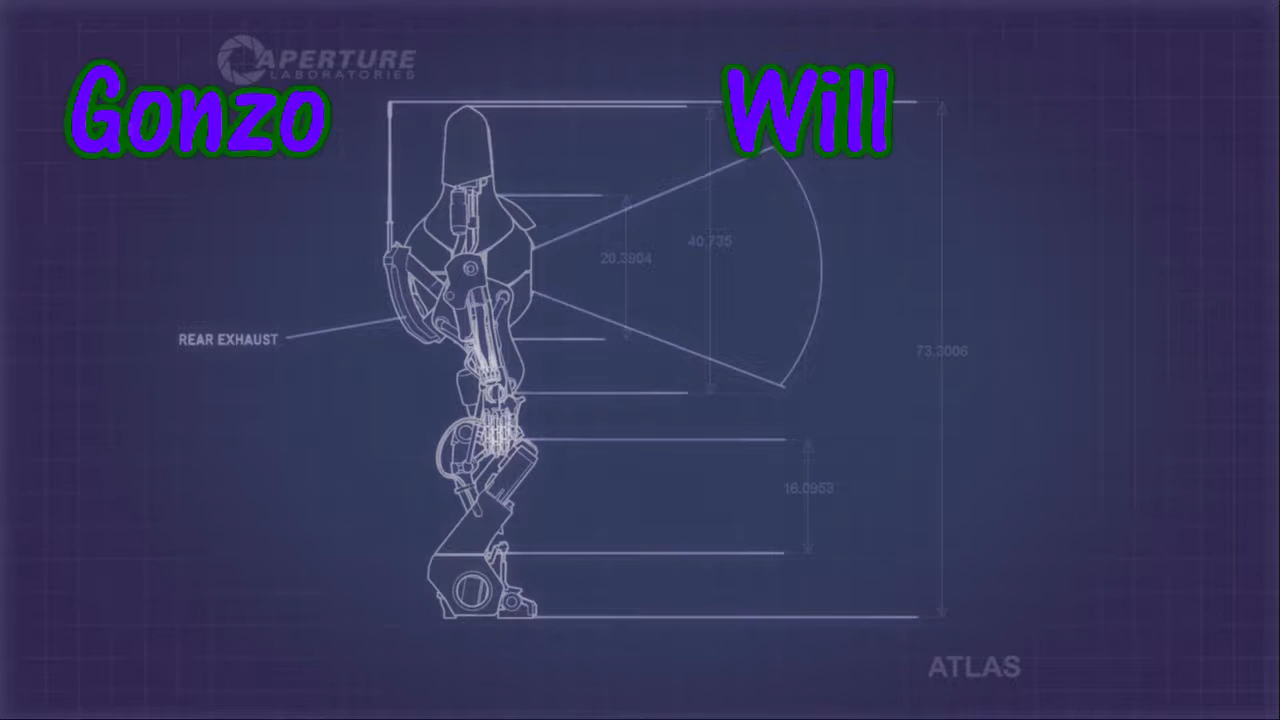 APERTURE
LABORATORIES
Gonzo
Will
40.735
20.3904
REAR EXHAUST
73.3006
16.0953
ATLAS